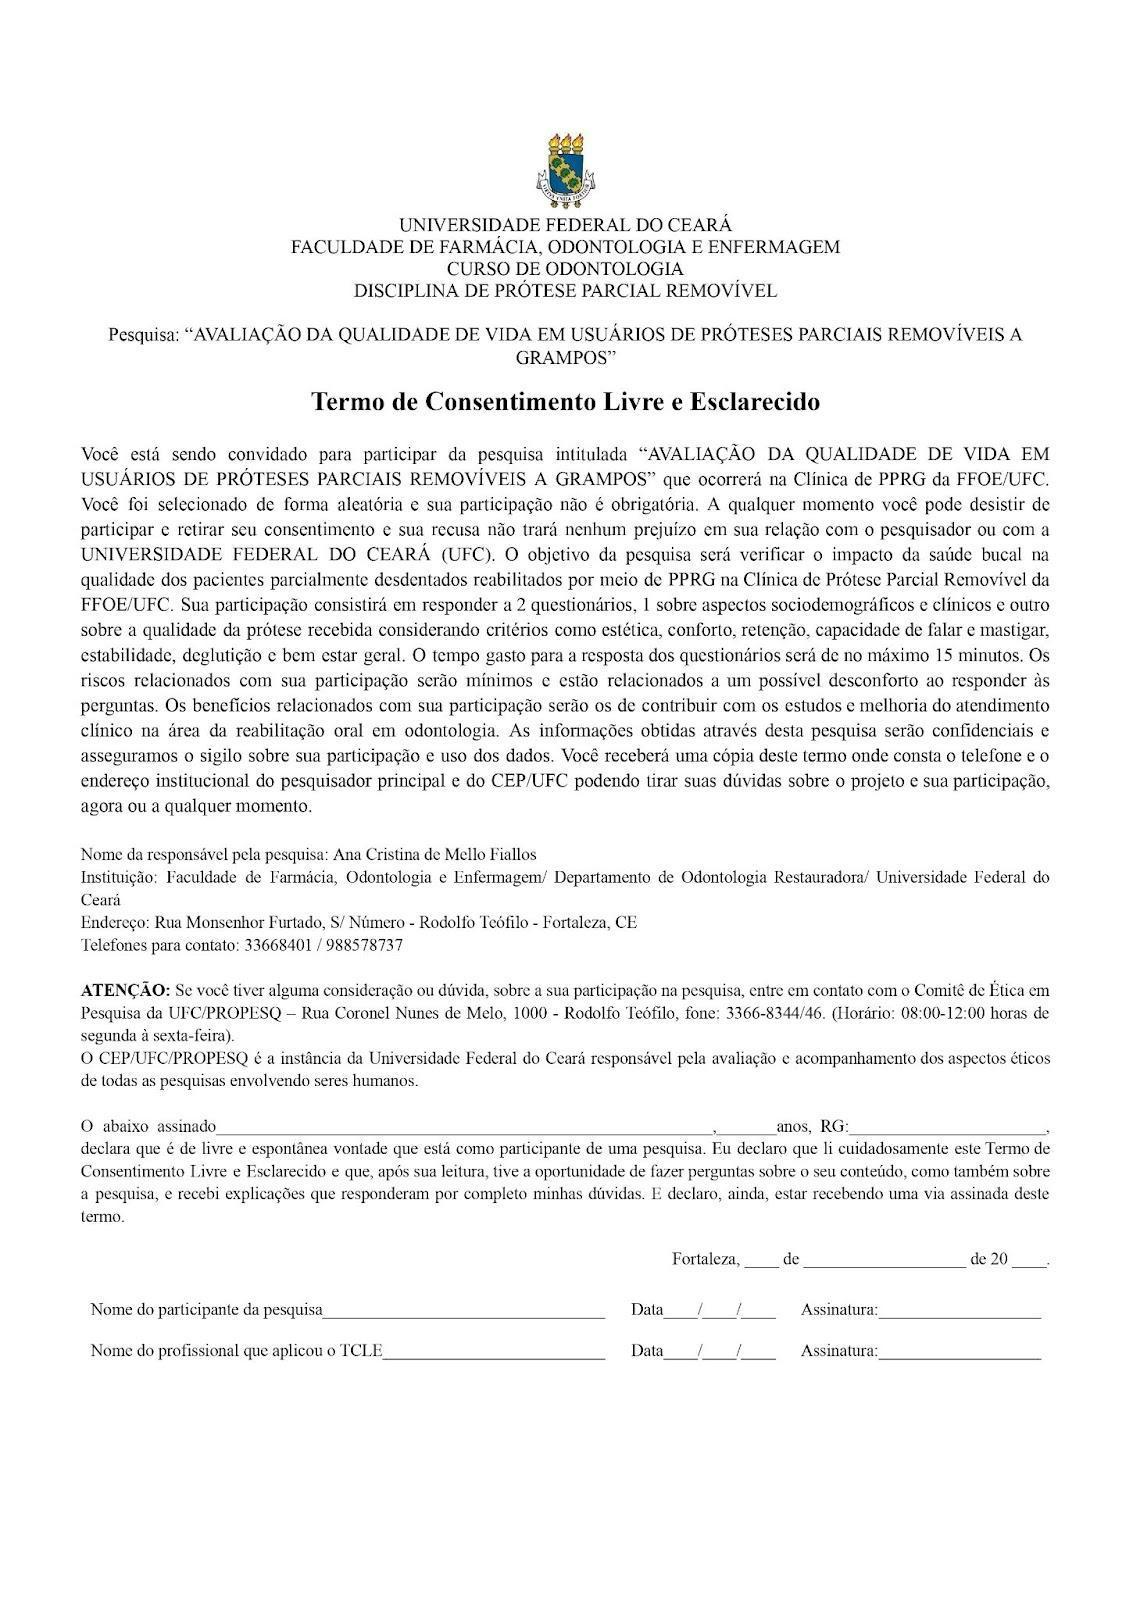 UNIVERSIDADE FEDERAL DO CEARÁ
FACULDADE DE FARMÁCIA, ODONTOLOGIA E ENFERMAGEM
CURSO DE ODONTOLOGIA
DISCIPLINA DE PRÓTESE PARCIAL REMOVÍVEL
Pesquisa: “AVALIAÇÃO DA QUALIDADE DE VIDA EM USUÁRIOS DE PRÓTESES PARCIAIS REMOVÍVEIS A
GRAMPOS”
Termo de Consentimento Livre e Esclarecido
Você está sendo convidado para participar da pesquisa intitulada “AVALIAÇÃO DA QUALIDADE DE VIDA EM
USUÁRIOS DE PRÓTESES PARCIAIS REMOVÍVEIS A GRAMPOS” que ocorrerá na Clínica de PPRG da FFOE/UFC.
Você foi selecionado de forma aleatória e sua participação não é obrigatória. A qualquer momento você pode desistir de
participar e retirar seu consentimento e sua recusa não trará nenhum prejuízo em sua relação com o pesquisador ou com a
UNIVERSIDADE FEDERAL DO CEARÁ (UFC). O objetivo da pesquisa será verificar o impacto da saúde bucal na
qualidade dos pacientes parcialmente desdentados reabilitados por meio de PPRG na Clínica de Prótese Parcial Removível da
FFOE/UFC. Sua participação consistirá em responder a 2 questionários, 1 sobre aspectos sociodemográficos e clínicos e outro
sobre a qualidade da prótese recebida considerando critérios como estética, conforto, retenção, capacidade de falar e mastigar,
estabilidade, deglutição e bem estar geral. O tempo gasto para a resposta dos questionários será de no máximo 15 minutos. Os
riscos relacionados com sua participação serão mínimos e estão relacionados a um possível desconforto ao responder às
perguntas. Os benefícios relacionados com sua participação serão os de contribuir com os estudos e melhoria do atendimento
clínico na área da reabilitação oral em odontologia. As informações obtidas através desta pesquisa serão confidenciais e
asseguramos o sigilo sobre sua participação e uso dos dados. Você receberá uma cópia deste termo onde consta o telefone e o
endereço institucional do pesquisador principal e do CEP/UFC podendo tirar suas dúvidas sobre o projeto e sua participação,
agora ou a qualquer momento.
Nome da responsável pela pesquisa: Ana Cristina de Mello Fiallos
Instituição: Faculdade de Farmácia, Odontologia e Enfermagem/ Departamento de Odontologia Restauradora/ Universidade Federal do
Ceará
Endereço: Rua Monsenhor Furtado, S/ Número - Rodolfo Teófilo - Fortaleza, CE
Telefones para contato: 33668401 / 988578737
ATENÇÃO: Se você tiver alguma consideração ou dúvida, sobre a sua participação na pesquisa, entre em contato com o Comitê de Ética em
Pesquisa da UFC/PROPESQ – Rua Coronel Nunes de Melo, 1000 - Rodolfo Teófilo, fone: 3366-8344/46. (Horário: 08:00-12:00 horas de
segunda à sexta-feira).
O CEP/UFC/PROPESQ é a instância da Universidade Federal do Ceará responsável pela avaliação e acompanhamento dos aspectos éticos
de todas as pesquisas envolvendo seres humanos.
O abaixo assinado____________________,______anos, RG:____________________,
declara que é de livre e espontânea vontade que está como participante de uma pesquisa. Eu declaro que li cuidadosamente este Termo de
Consentimento Livre e Esclarecido e que, após sua leitura, tive a oportunidade de fazer perguntas sobre o seu conteúdo, como também sobre
a pesquisa, e recebi explicações que responderam por completo minhas dúvidas. E declaro, ainda, estar recebendo uma via assinada deste
termo.
Fortaleza, ____ de ___________________ de 20 ____.
Nome do participante da pesquisa____________________ Data____/____/____ Assinatura:___________________
Nome do profissional que aplicou o TCLE____________________ Data____/____/____ Assinatura:___________________